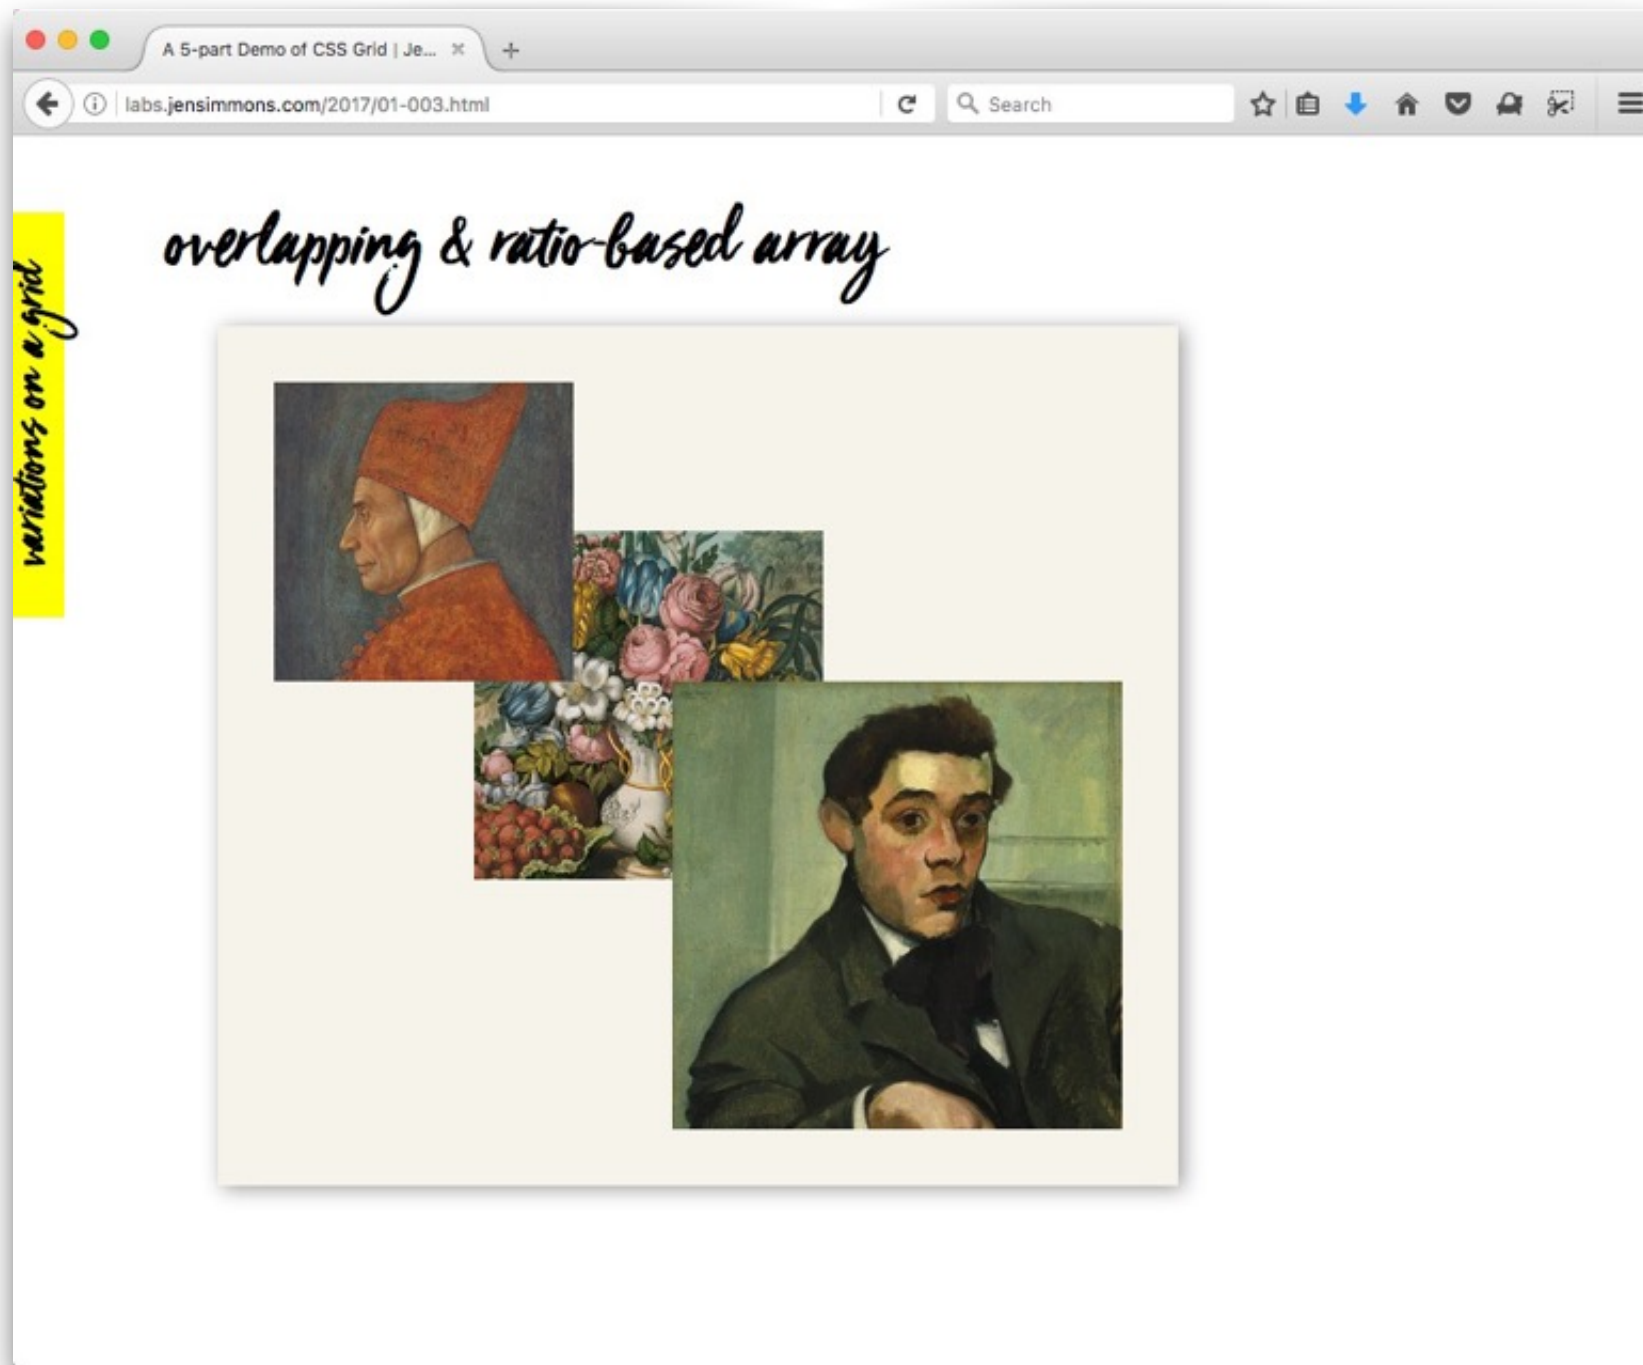 A 5-part Demo of CSS Grid | Je...
labs.jensimmons.com/2017/01-003.html
Search
overlapping & ratio-based array
variations on a grid